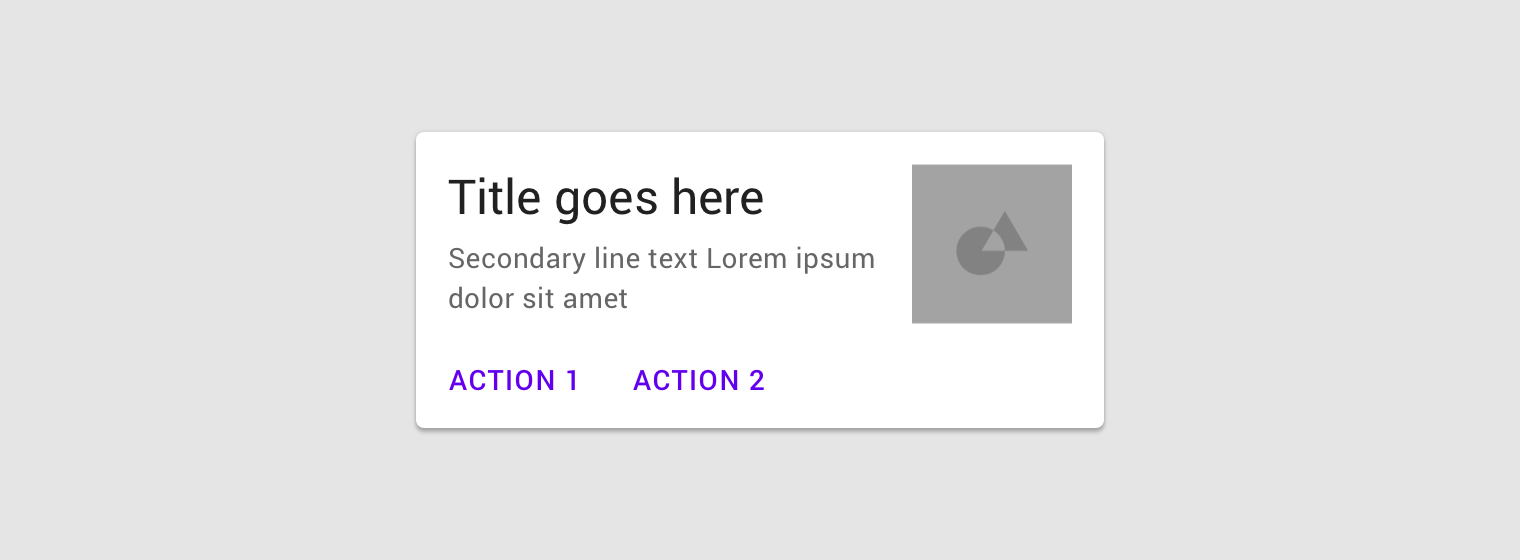 Title goes here
Secondary line text Lorem ipsum
dolor sit amet
ACTION 1
ACTION 2